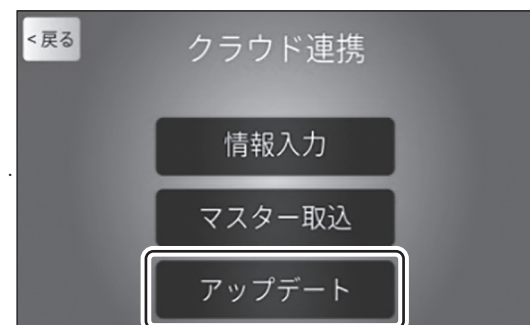 <戻る
クラウド連携
情報入力
マスター取込
アップデート